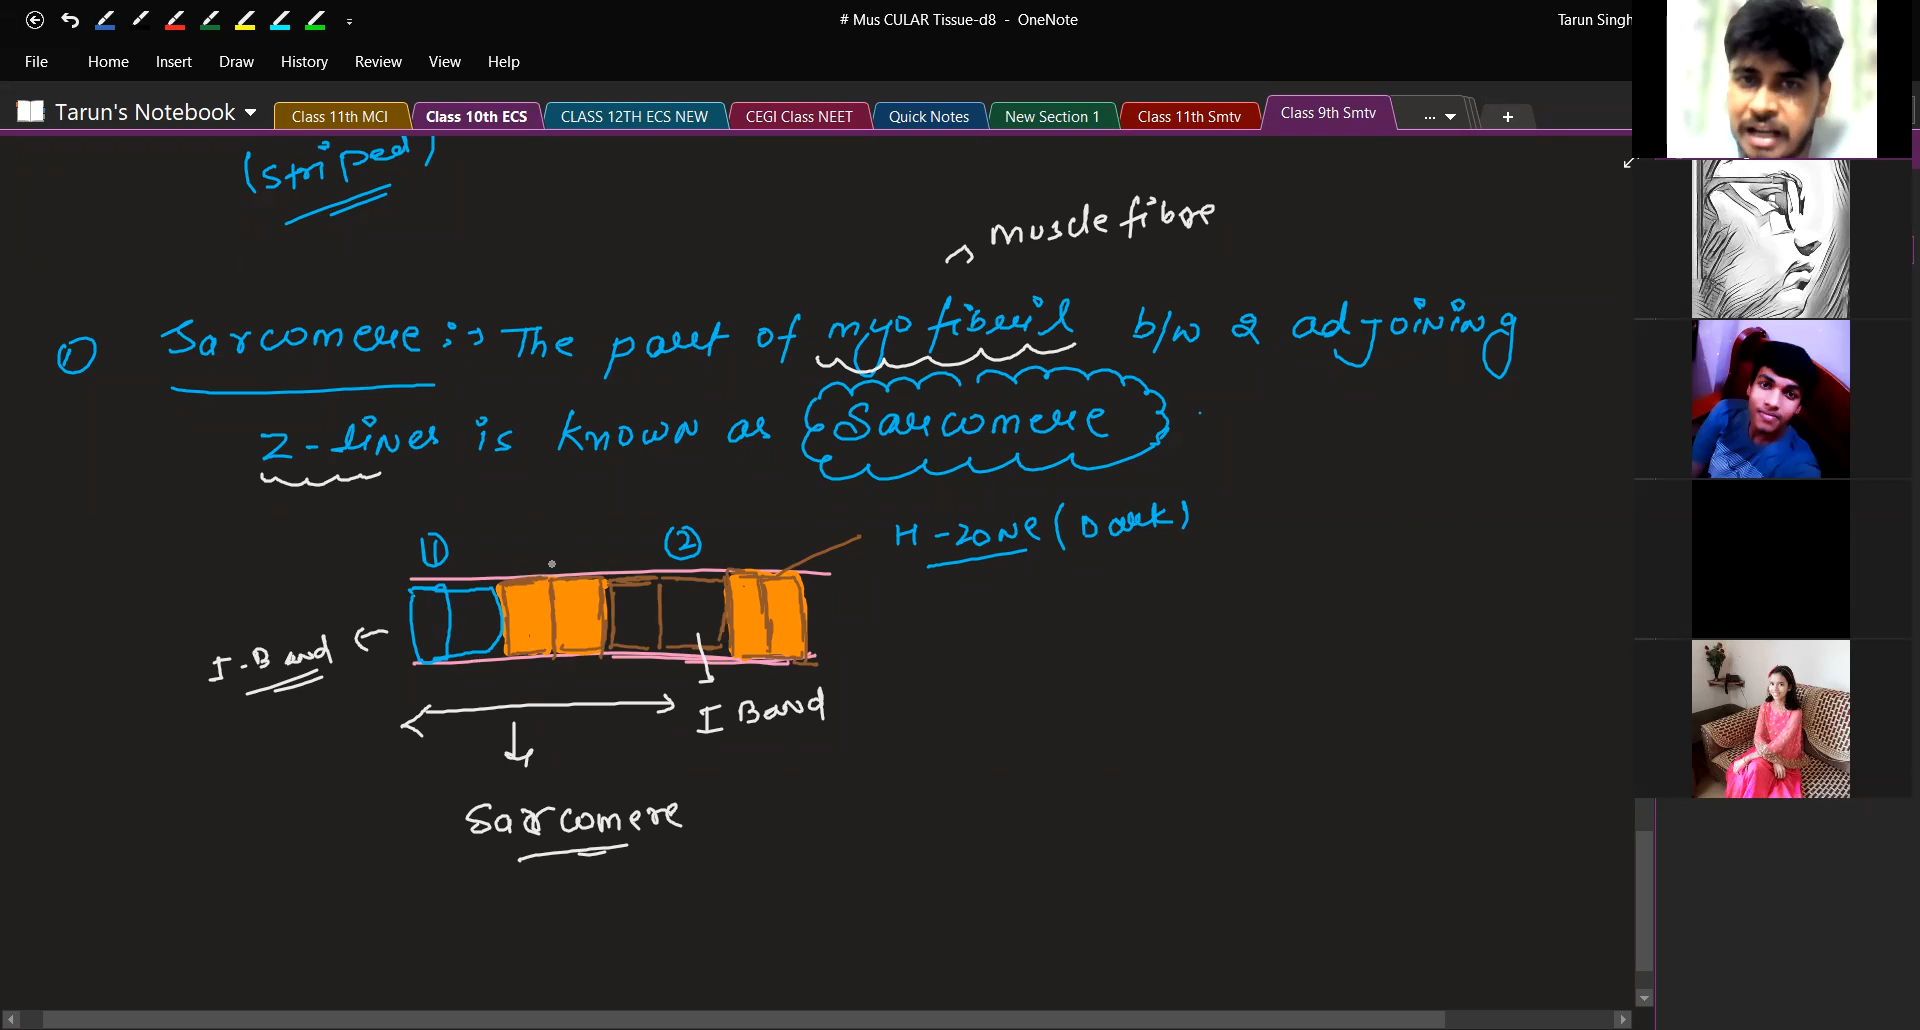 # Mus CULAR Tissue-d8 - OneNote
Tarun Singh
File Home Insert Draw History Review View Help
Tarun's Notebook
Class 11th MCI
Class 10th ECS
CLASS 12TH ECS NEW
CEGI Class NEET
Quick Notes
New Section 1
Class 11th Smtv
Class 9th Smtv
...
+
(striped)
muscle fibre
① Sarcomere :→ The part of myofibril b/w 2 adjoining
Z-lines is known as Sarcomere.
① ② H-zone (Dark)
I-Band
I Band
Sarcomere